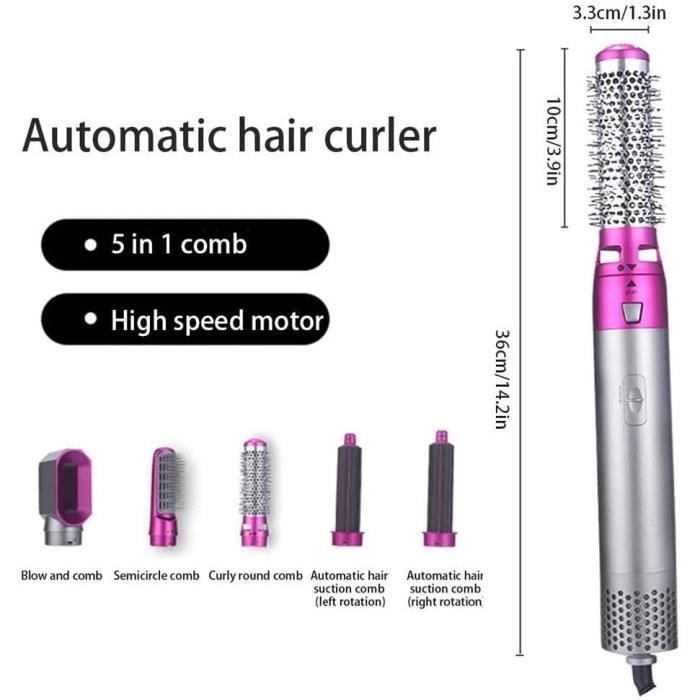 3.3cm/1.3in
Automatic hair curler
10cm/3.9in
5 in 1 comb
High speed motor
36cm/14.2in
Blow and comb
Semicircle comb
Curly round comb
Automatic hair
suction comb
(left rotation)
Automatic hair
suction comb
(right rotation)